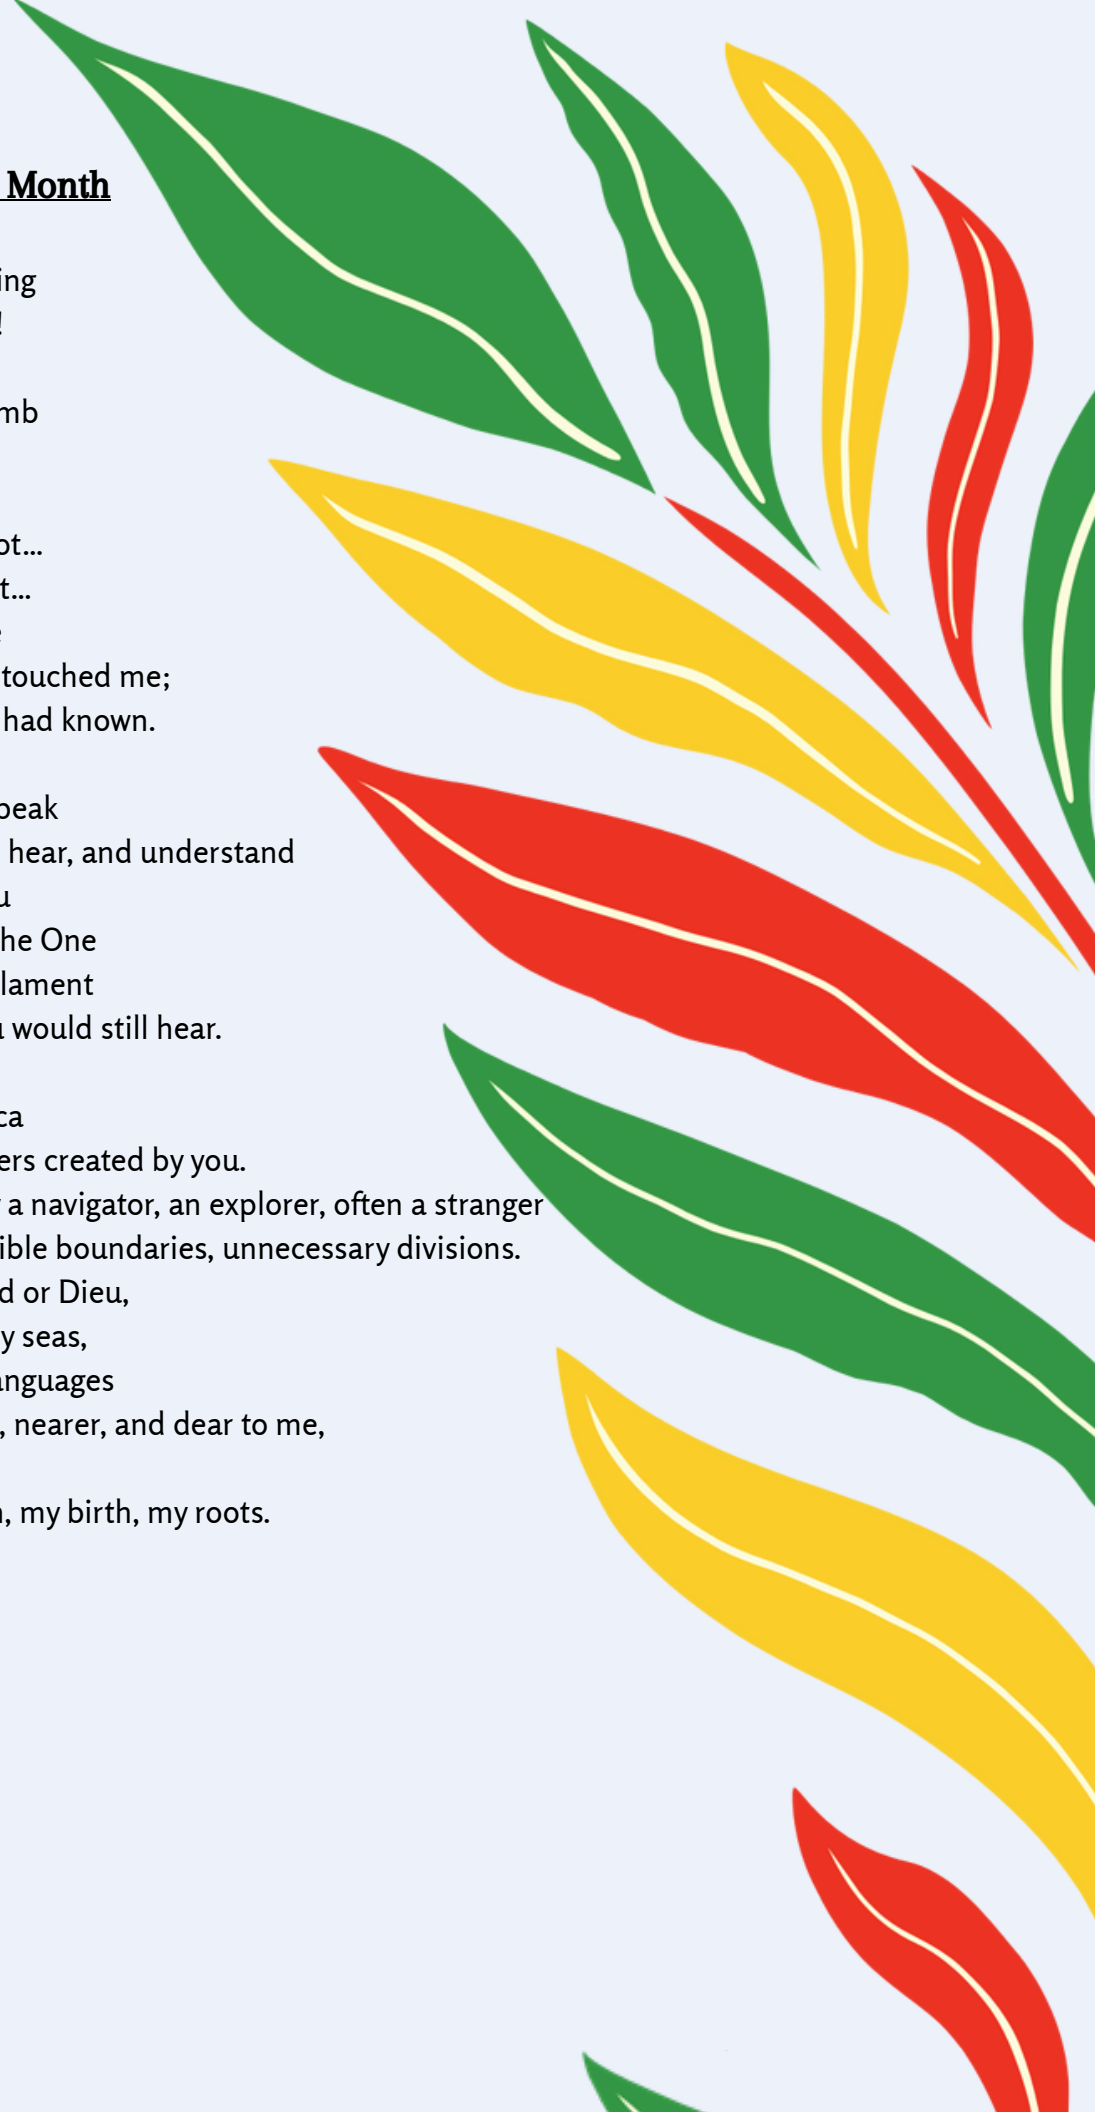 Month
ing
!
mb
ot...
t...
e
touched me;
had known.
peak
hear, and understand
u
he One
lament
u would still hear.
ca
ers created by you.
a navigator, an explorer, often a stranger
ible boundaries, unnecessary divisions.
d or Dieu,
y seas,
anguages
, nearer, and dear to me,
n, my birth, my roots.